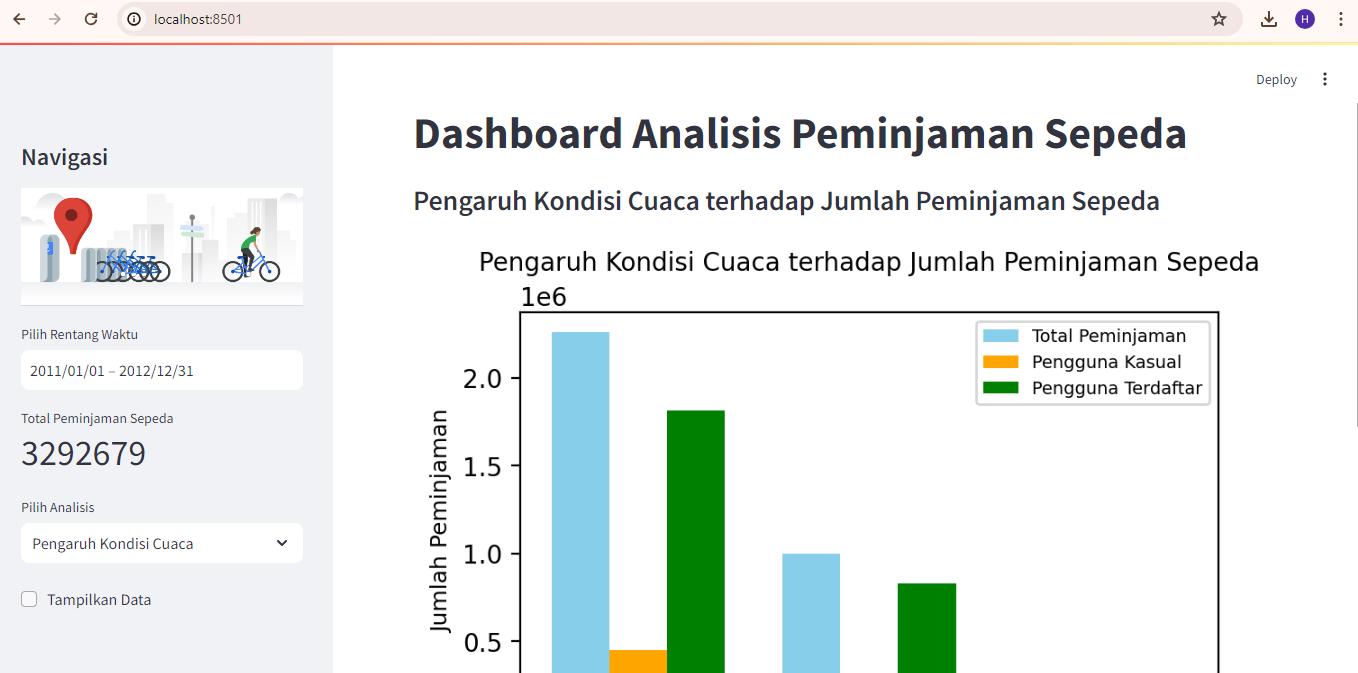 localhost:8501
H
Deploy
Navigasi
Pilih Rentang Waktu
2011/01/01 – 2012/12/31
Total Peminjaman Sepeda
3292679
Pilih Analisis
Pengaruh Kondisi Cuaca
Tampilkan Data
Dashboard Analisis Peminjaman Sepeda
Pengaruh Kondisi Cuaca terhadap Jumlah Peminjaman Sepeda
Pengaruh Kondisi Cuaca terhadap Jumlah Peminjaman Sepeda
1e6
Total Peminjaman
Pengguna Kasual
Pengguna Terdaftar
Jumlah Peminjaman
2.0
1.5
1.0
0.5